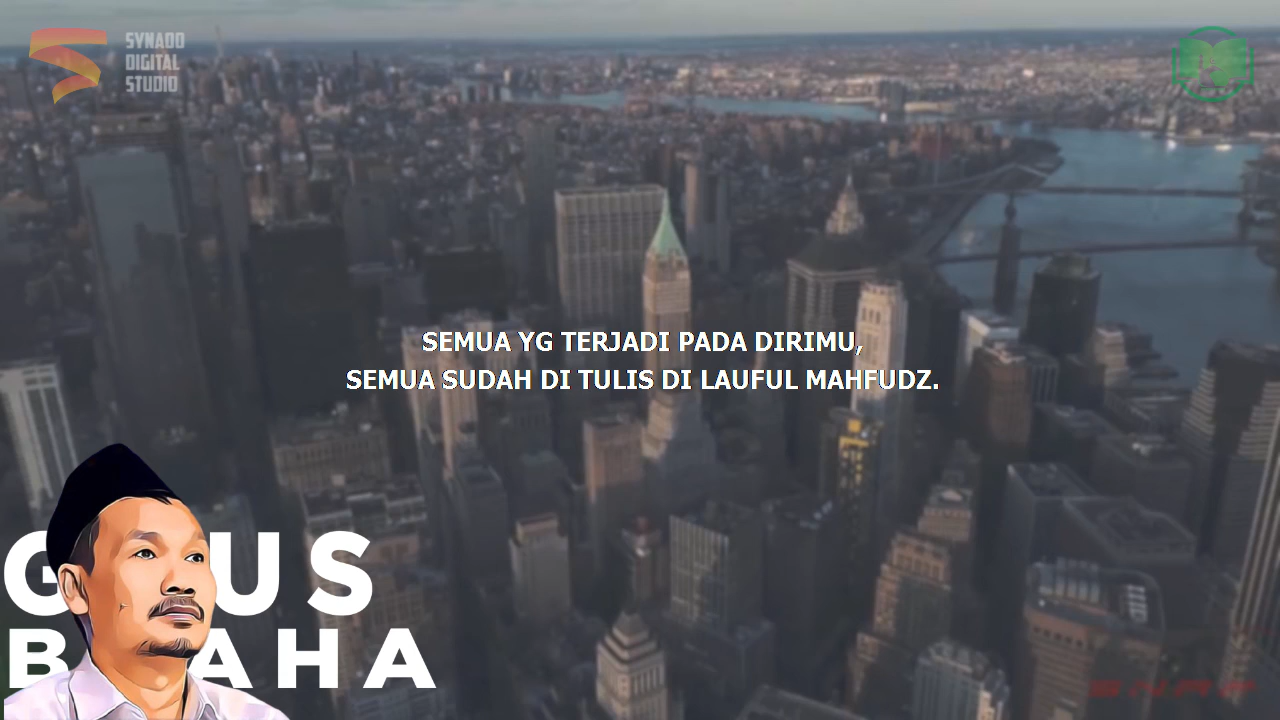 SYNADO
DIGITAL
STUDIO
SEMUA YG TERJADI PADA DIRIMU,
SEMUA SUDAH DI TULIS DI LAUFUL MAHFUDZ.
GUS
BAHA